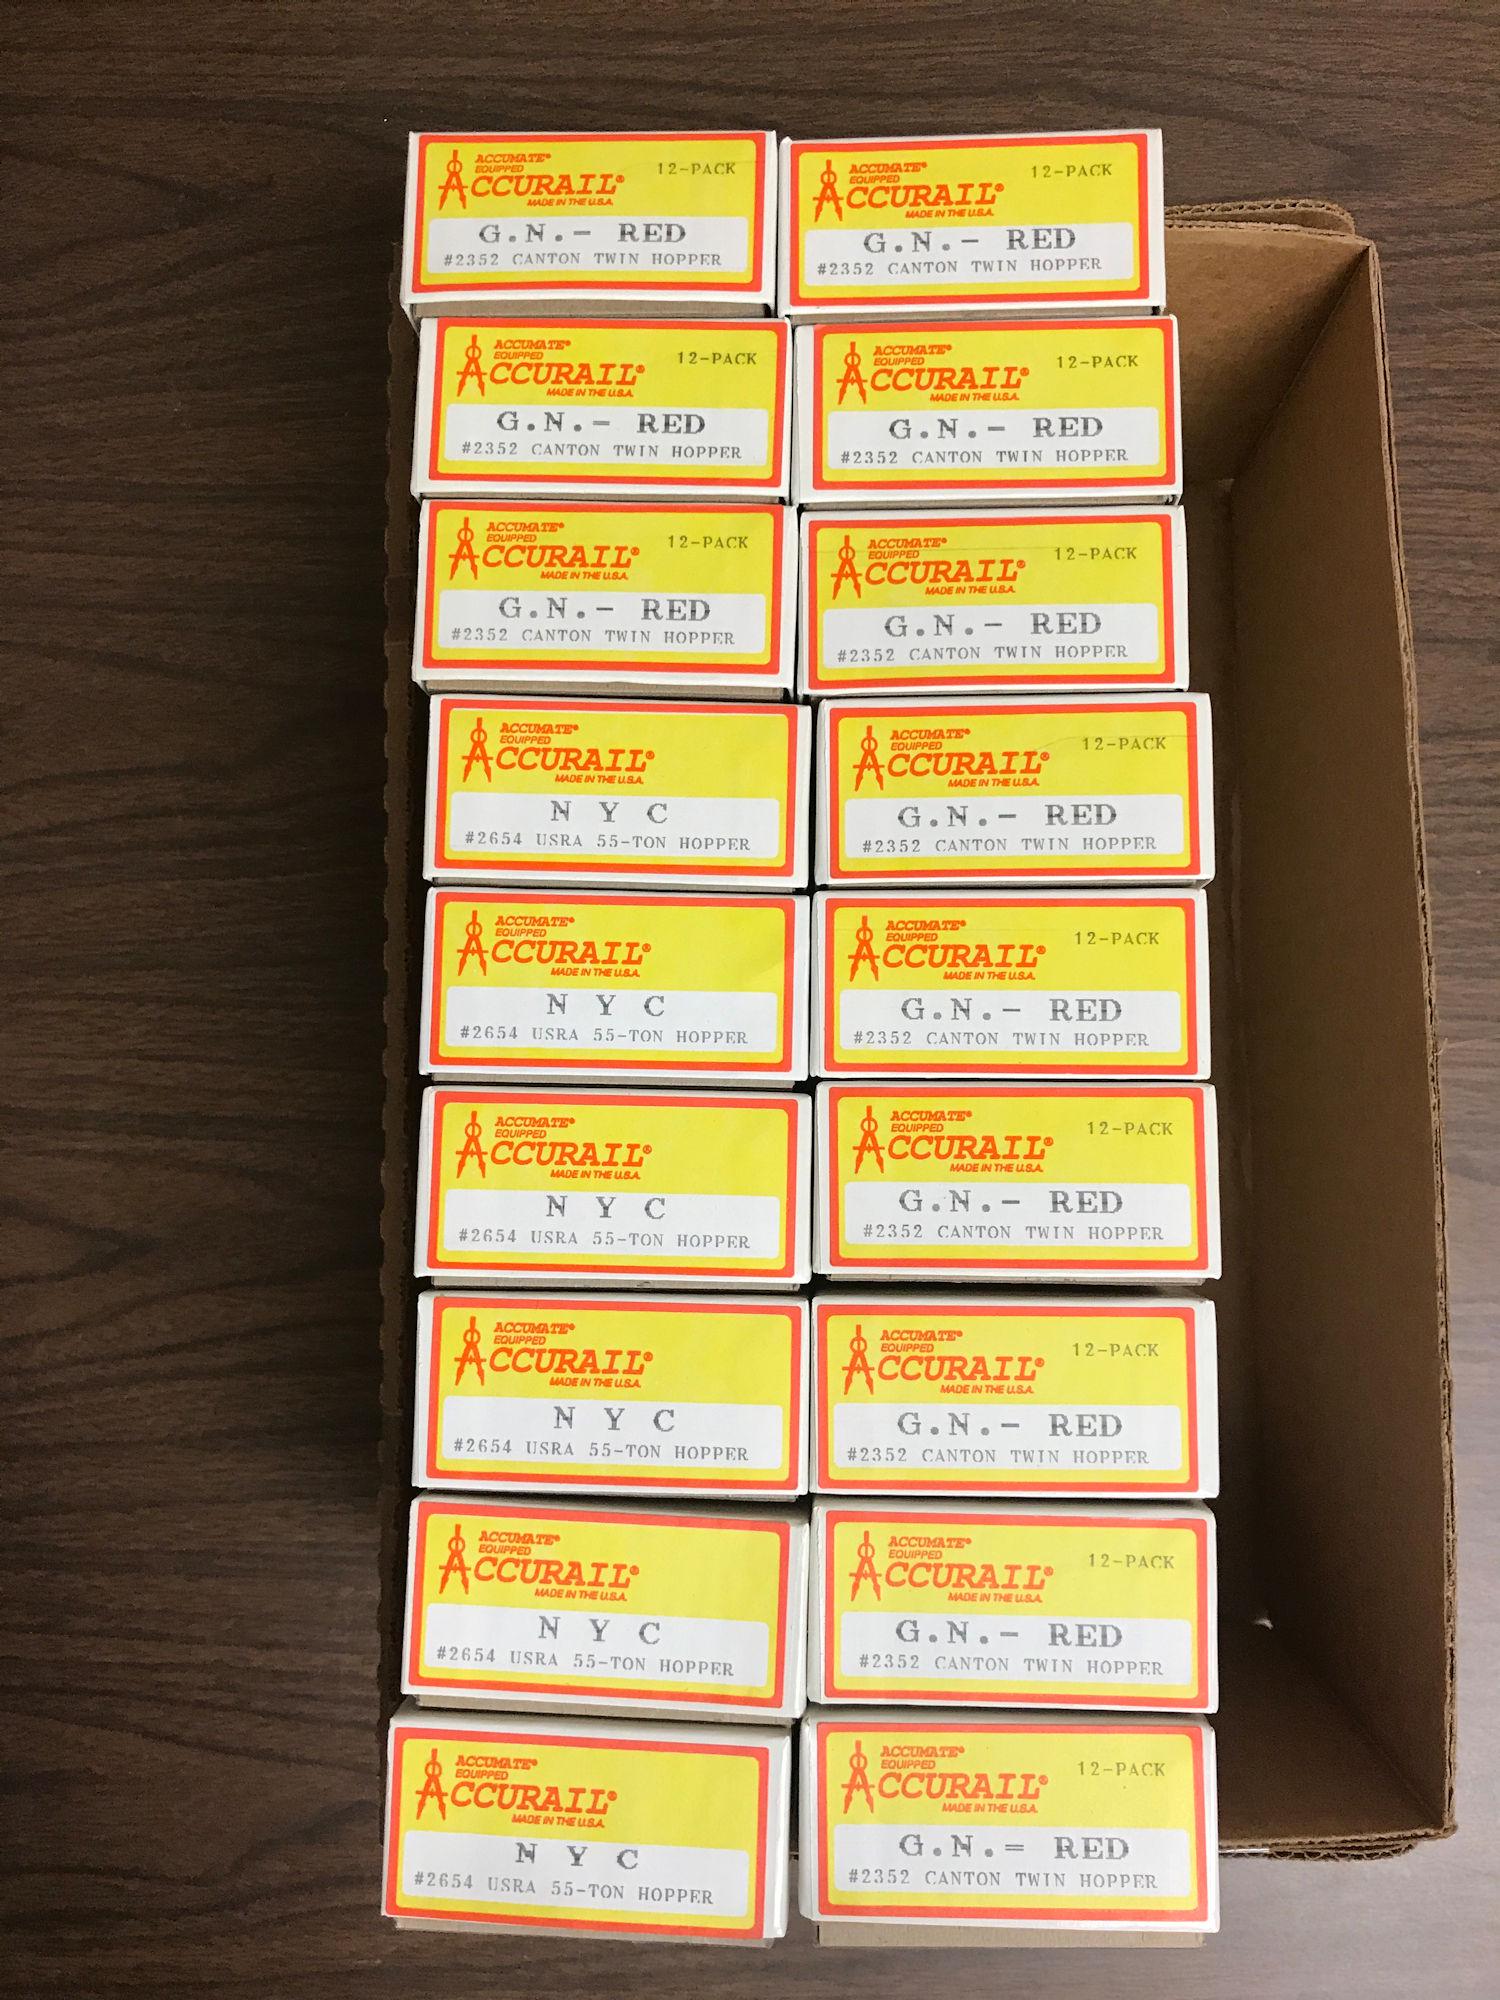 ACCUMATE®
EQUIPPED
ACCURAIL®
MADE IN THE U.S.A.
12-PACK
G.N.- RED
#2352 CANTON TWIN HOPPER
ACCUMATE®
EQUIPPED
ACCURAIL®
MADE IN THE U.S.A.
12-PACK
G.N.- RED
#2352 CANTON TWIN HOPPER
ACCUMATE®
EQUIPPED
ACCURAIL®
MADE IN THE U.S.A.
12-PACK
G.N.- RED
#2352 CANTON TWIN HOPPER
ACCUMATE®
EQUIPPED
ACCURAIL®
MADE IN THE U.S.A.
12-PACK
G.N.- RED
#2352 CANTON TWIN HOPPER
ACCUMATE®
EQUIPPED
ACCURAIL®
MADE IN THE U.S.A.
12-PACK
G.N.- RED
#2352 CANTON TWIN HOPPER
ACCUMATE®
EQUIPPED
ACCURAIL®
MADE IN THE U.S.A.
12-PACK
G.N.- RED
#2352 CANTON TWIN HOPPER
ACCUMATE®
EQUIPPED
ACCURAIL®
MADE IN THE U.S.A.
N Y C
#2654 USRA 55-TON HOPPER
ACCUMATE®
EQUIPPED
ACCURAIL®
MADE IN THE U.S.A.
12-PACK
G.N.- RED
#2352 CANTON TWIN HOPPER
ACCUMATE®
EQUIPPED
ACCURAIL®
MADE IN THE U.S.A.
N Y C
#2654 USRA 55-TON HOPPER
ACCUMATE®
EQUIPPED
ACCURAIL®
MADE IN THE U.S.A.
12-PACK
G.N.- RED
#2352 CANTON TWIN HOPPER
ACCUMATE®
EQUIPPED
ACCURAIL®
MADE IN THE U.S.A.
N Y C
#2654 USRA 55-TON HOPPER
ACCUMATE®
EQUIPPED
ACCURAIL®
MADE IN THE U.S.A.
12-PACK
G.N.- RED
#2352 CANTON TWIN HOPPER
ACCUMATE®
EQUIPPED
ACCURAIL®
MADE IN THE U.S.A.
N Y C
#2654 USRA 55-TON HOPPER
ACCUMATE®
EQUIPPED
ACCURAIL®
MADE IN THE U.S.A.
12-PACK
G.N.- RED
#2352 CANTON TWIN HOPPER
ACCUMATE®
EQUIPPED
ACCURAIL®
MADE IN THE U.S.A.
N Y C
#2654 USRA 55-TON HOPPER
ACCUMATE®
EQUIPPED
ACCURAIL®
MADE IN THE U.S.A.
12-PACK
G.N.- RED
#2352 CANTON TWIN HOPPER
ACCUMATE®
EQUIPPED
ACCURAIL®
MADE IN THE U.S.A.
N Y C
#2654 USRA 55-TON HOPPER
ACCUMATE®
EQUIPPED
ACCURAIL®
MADE IN THE U.S.A.
12-PACK
G.N.= RED
#2352 CANTON TWIN HOPPER